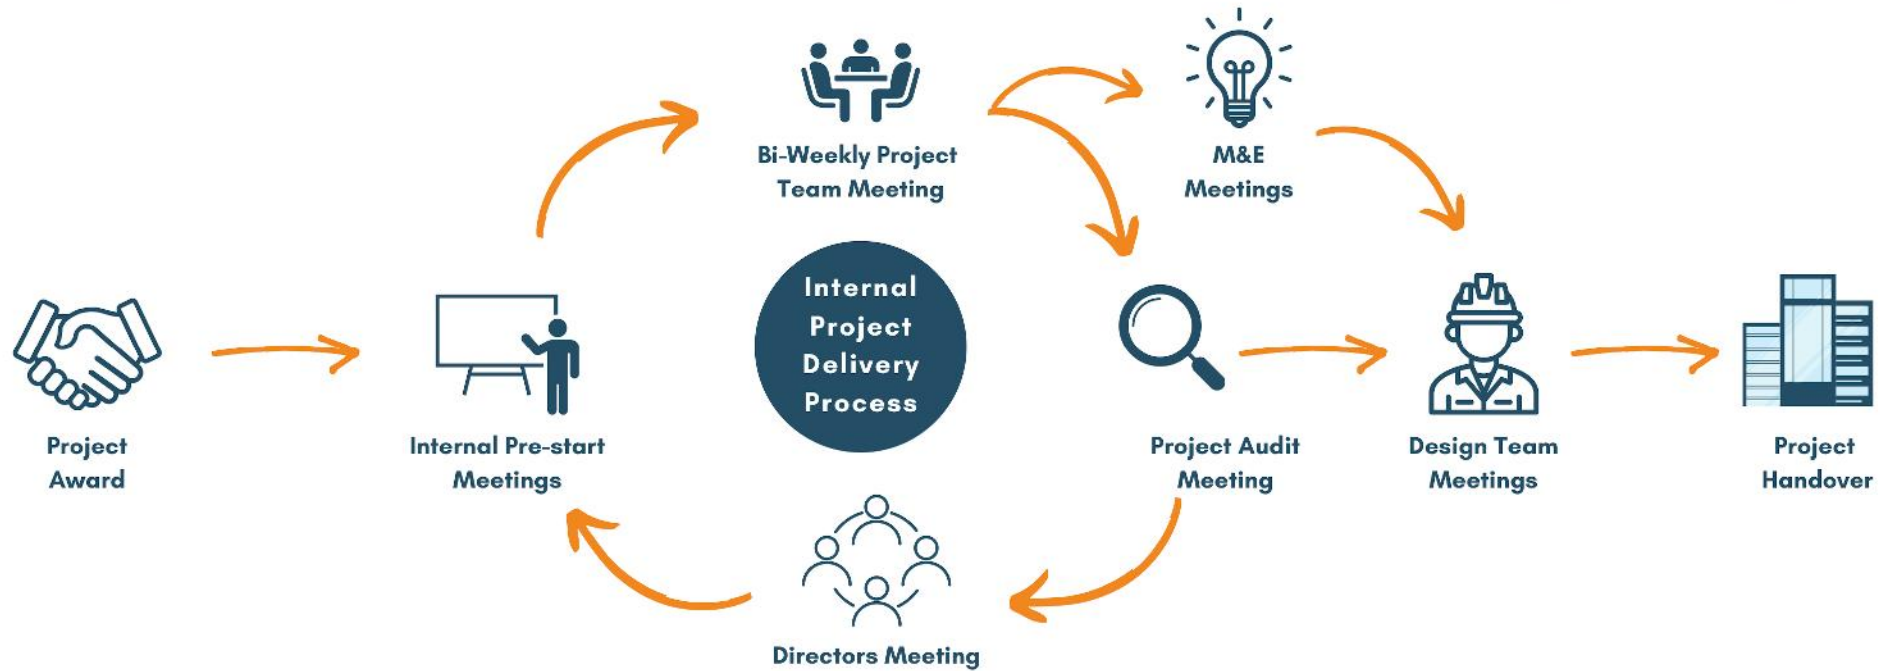 Bi-Weekly Project
Team Meeting
M&E
Meetings
Internal
Project
Delivery
Process
Project
Award
Internal Pre-start
Meetings
Project Audit
Meeting
Design Team
Meetings
Project
Handover
Directors Meeting